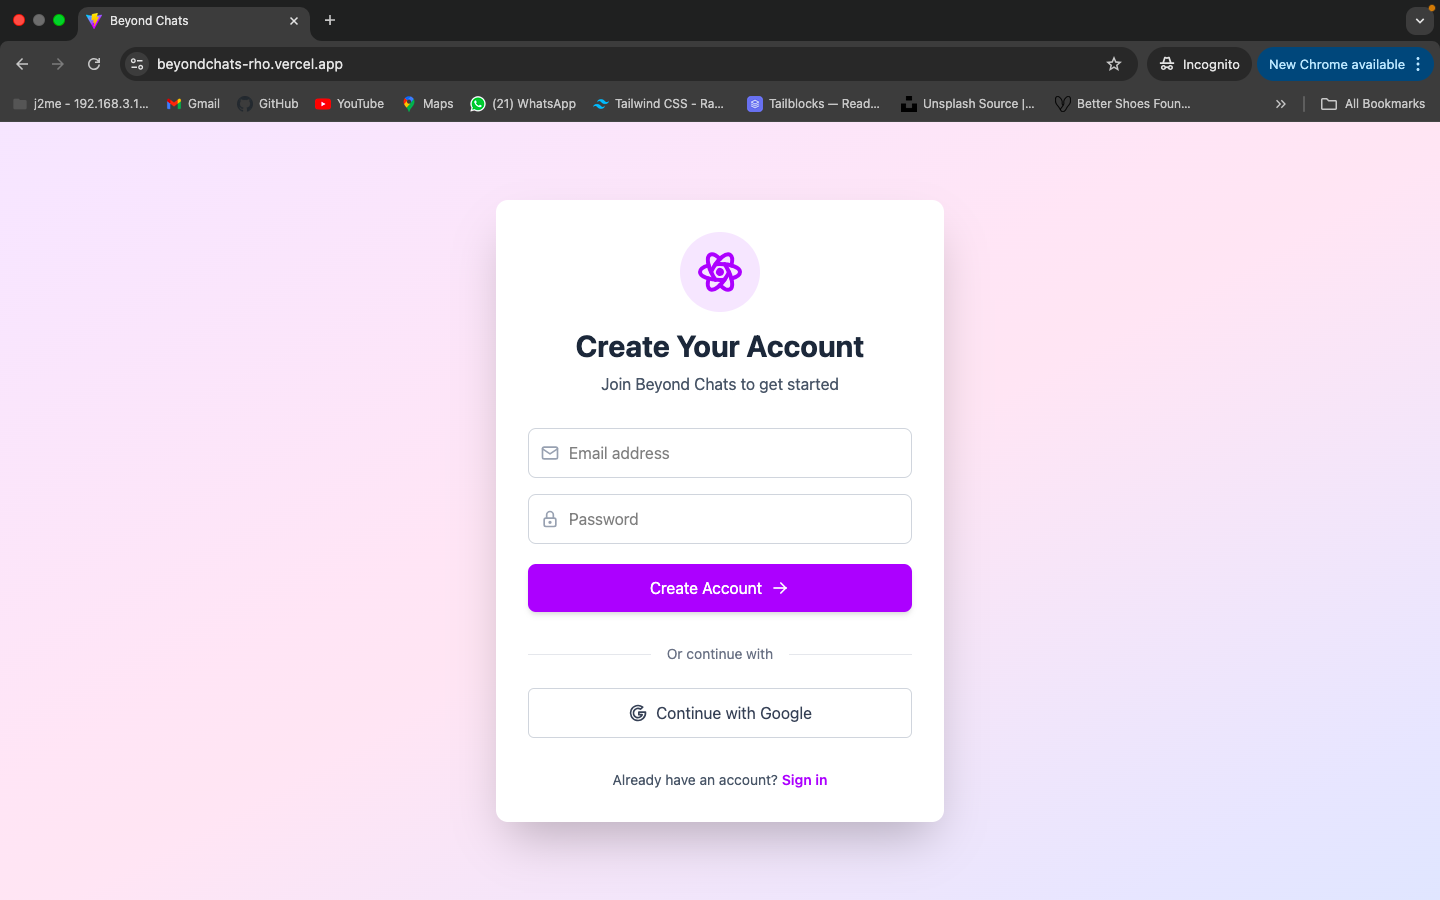 Beyond Chats
beyondchats-rho.vercel.app
Incognito
New Chrome available
j2me - 192.168.3.1...
Gmail
GitHub
YouTube
Maps
(21) WhatsApp
Tailwind CSS - Ra...
Tailblocks — Read...
Unsplash Source |...
Better Shoes Foun...
All Bookmarks
Create Your Account
Join Beyond Chats to get started
Email address
Password
Create Account
Or continue with
Continue with Google
Already have an account? Sign in